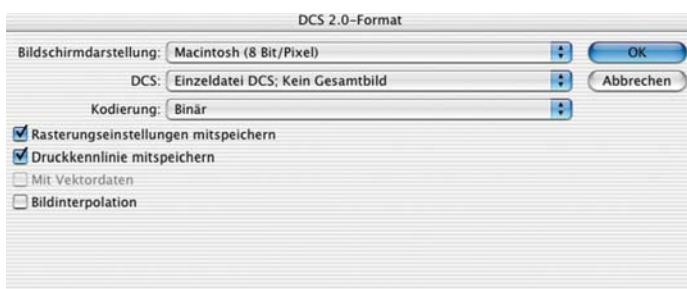 DCS 2.0-Format
Bildschirmdarstellung: Macintosh (8 Bit/Pixel) OK
DCS: Einzeldatei DCS; Kein Gesamtbild Abbrechen
Kodierung: Binär
Rasterungseinstellungen mitspeichern
Druckkennlinie mitspeichern
Mit Vektordaten
Bildinterpolation